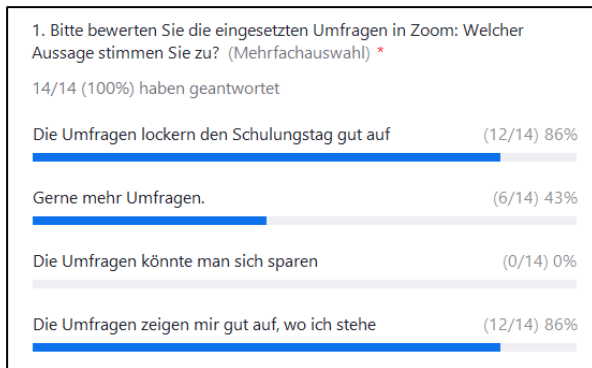 1. Bitte bewerten Sie die eingesetzten Umfragen in Zoom: Welcher
Aussage stimmen Sie zu? (Mehrfachauswahl) *
14/14 (100%) haben geantwortet
Die Umfragen lockern den Schulungstag gut auf (12/14) 86%
Gerne mehr Umfragen. (6/14) 43%
Die Umfragen könnte man sich sparen (0/14) 0%
Die Umfragen zeigen mir gut auf, wo ich stehe (12/14) 86%